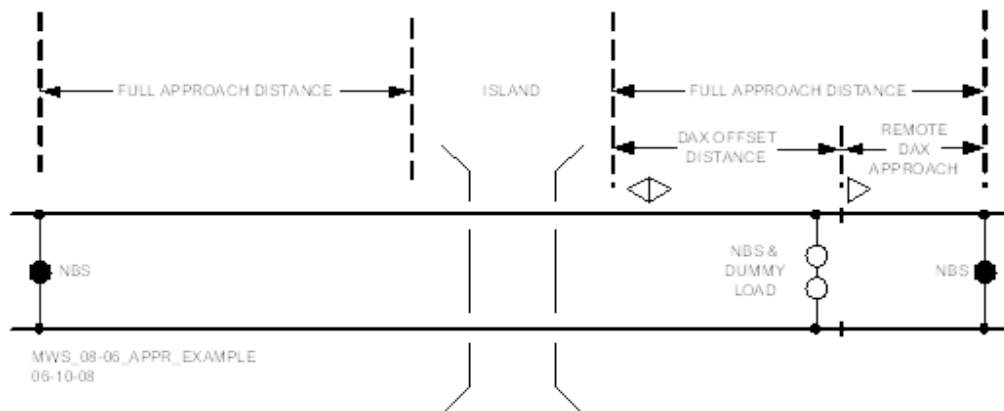 FULL APPROACH DISTANCE
ISLAND
FULL APPROACH DISTANCE
DAX OFFSET
DISTANCE
REMOTE
DAX
APPROACH
NBS
NBS &
DUMMY
LOAD
NBS
MWS_08-06_APPR_EXAMPLE
06-10-08